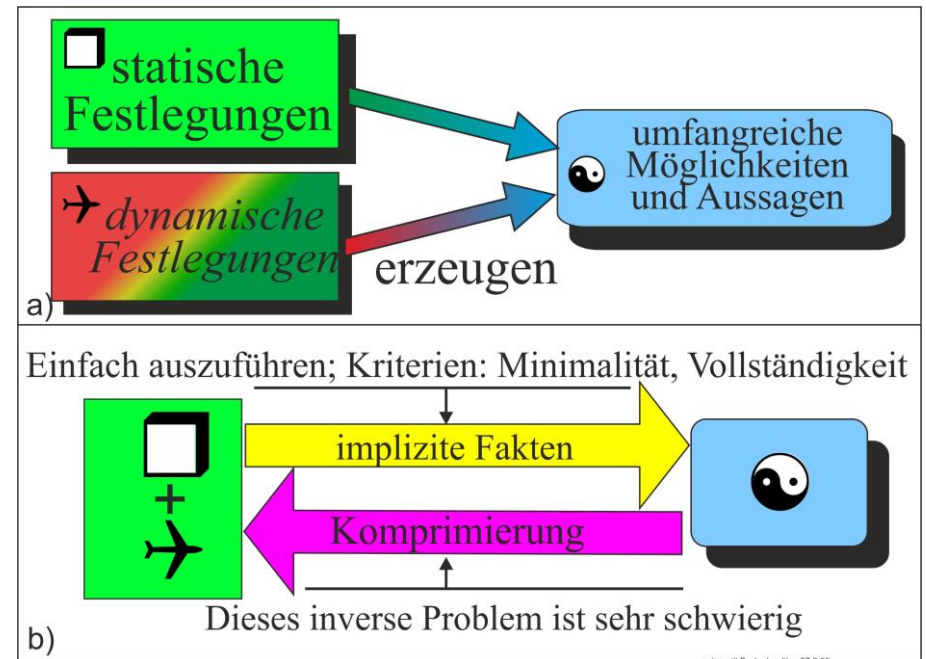 statische
Festlegungen
umfangreiche
Möglichkeiten
und Aussagen
dynamische
Festlegungen
erzeugen
a)
Einfach auszuführen; Kriterien: Minimalität, Vollständigkeit
implizite Fakten
+
Komprimierung
Dieses inverse Problem ist sehr schwierig
b)